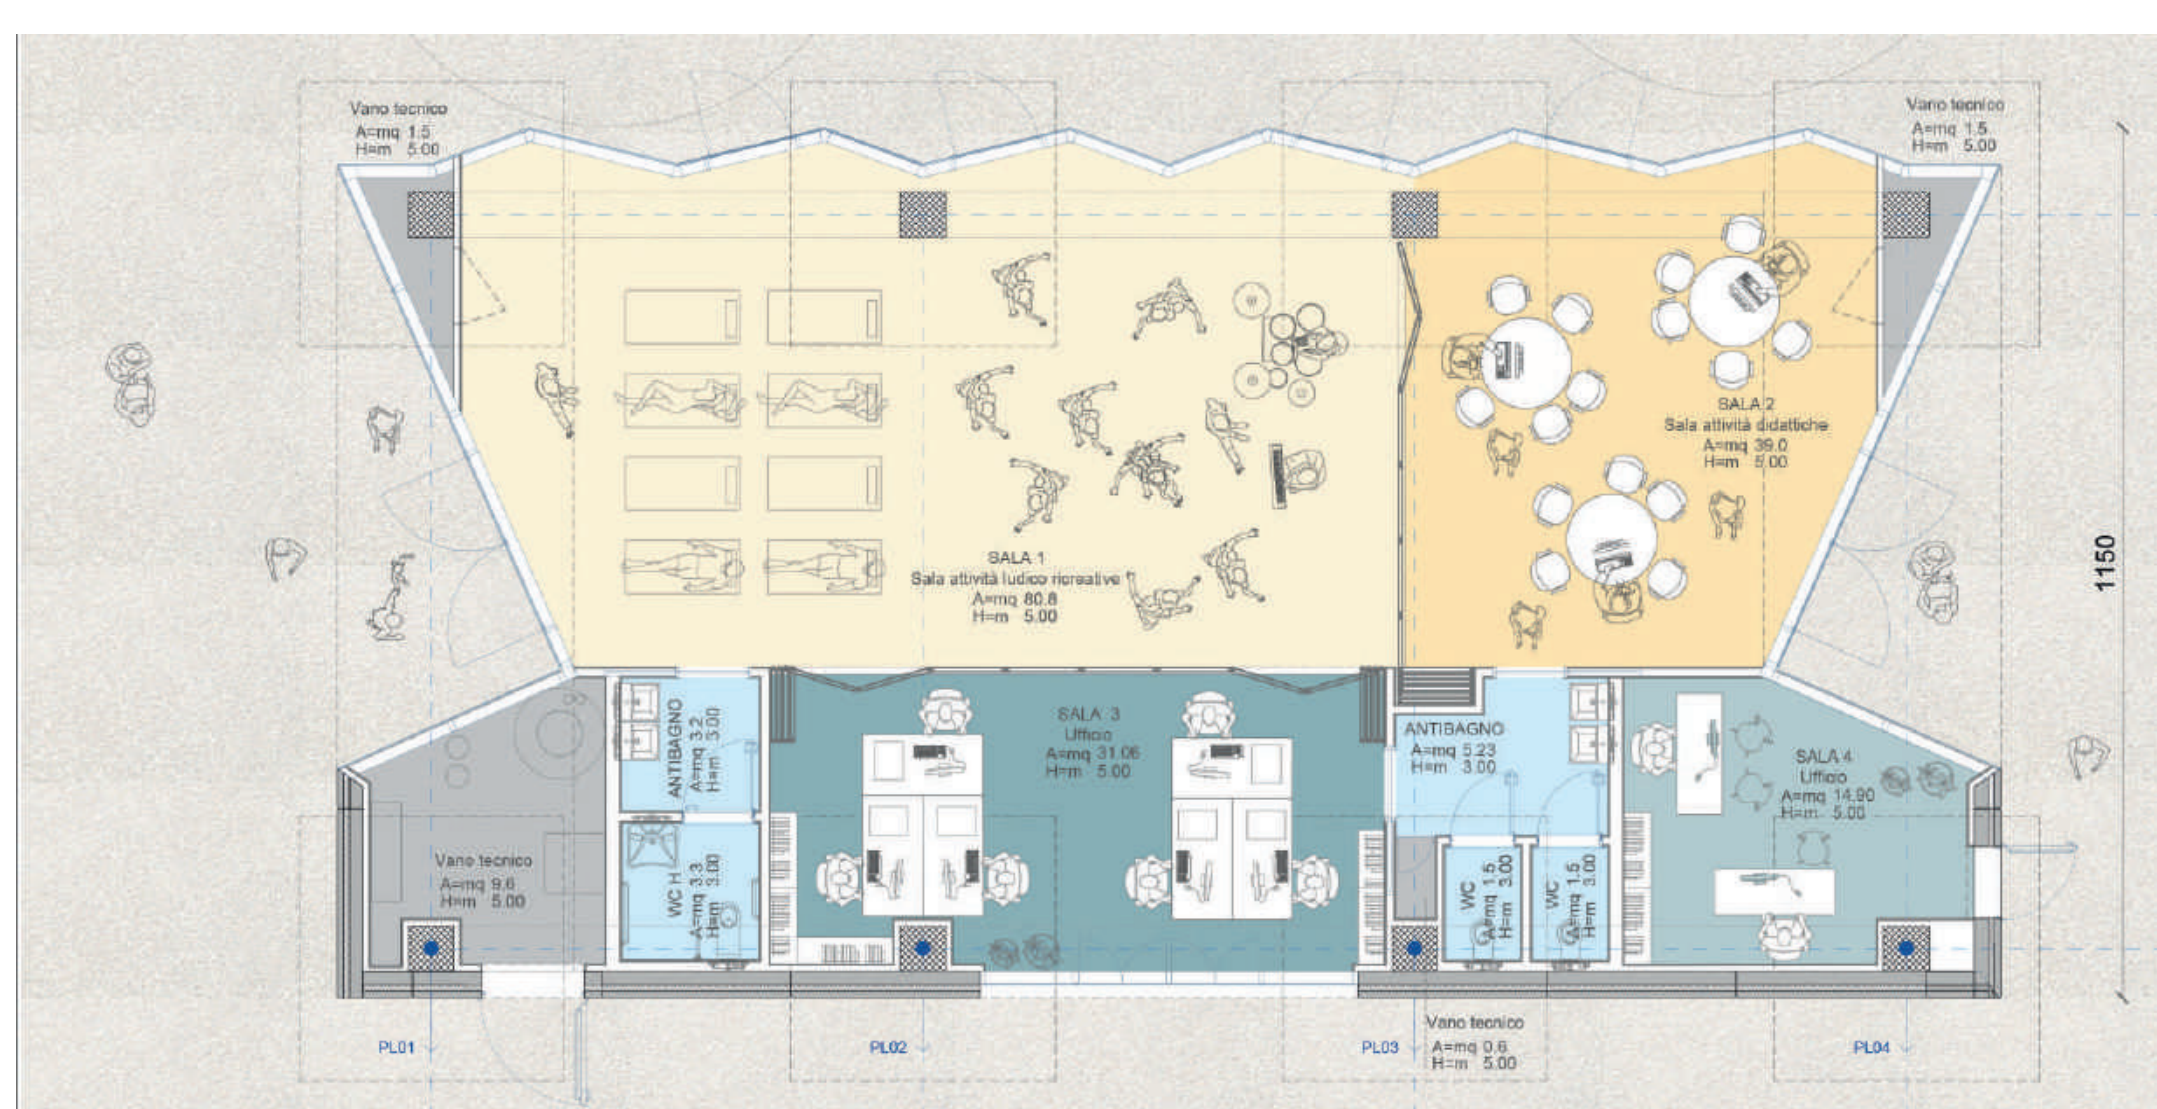 Vano tecnico
A=mq 1.5
H=m 5.00
Vano tecnico
A=mq 1.5
H=m 5.00
SALA 2
Sala attività didattiche
A=mq 39.0
H=m 5.00
SALA 1
Sala attività ludico ricreative
A=mq 80.8
H=m 5.00
1150
ANTIBAGNO
A=mq 3.2
H=m 3.00
SALA 3
Ufficio
A=mq 31.06
H=m 5.00
ANTIBAGNO
A=mq 5.23
H=m 3.00
SALA 4
Ufficio
A=mq 14.90
H=m 5.00
Vano tecnico
A=mq 9.6
H=m 5.00
WC H
A=mq 3.3
H=m 3.00
WC
A=mq 1.5
H=m 3.00
WC
A=mq 1.5
H=m 3.00
PL01
PL02
PL03
PL04
Vano tecnico
A=mq 0.6
H=m 5.00